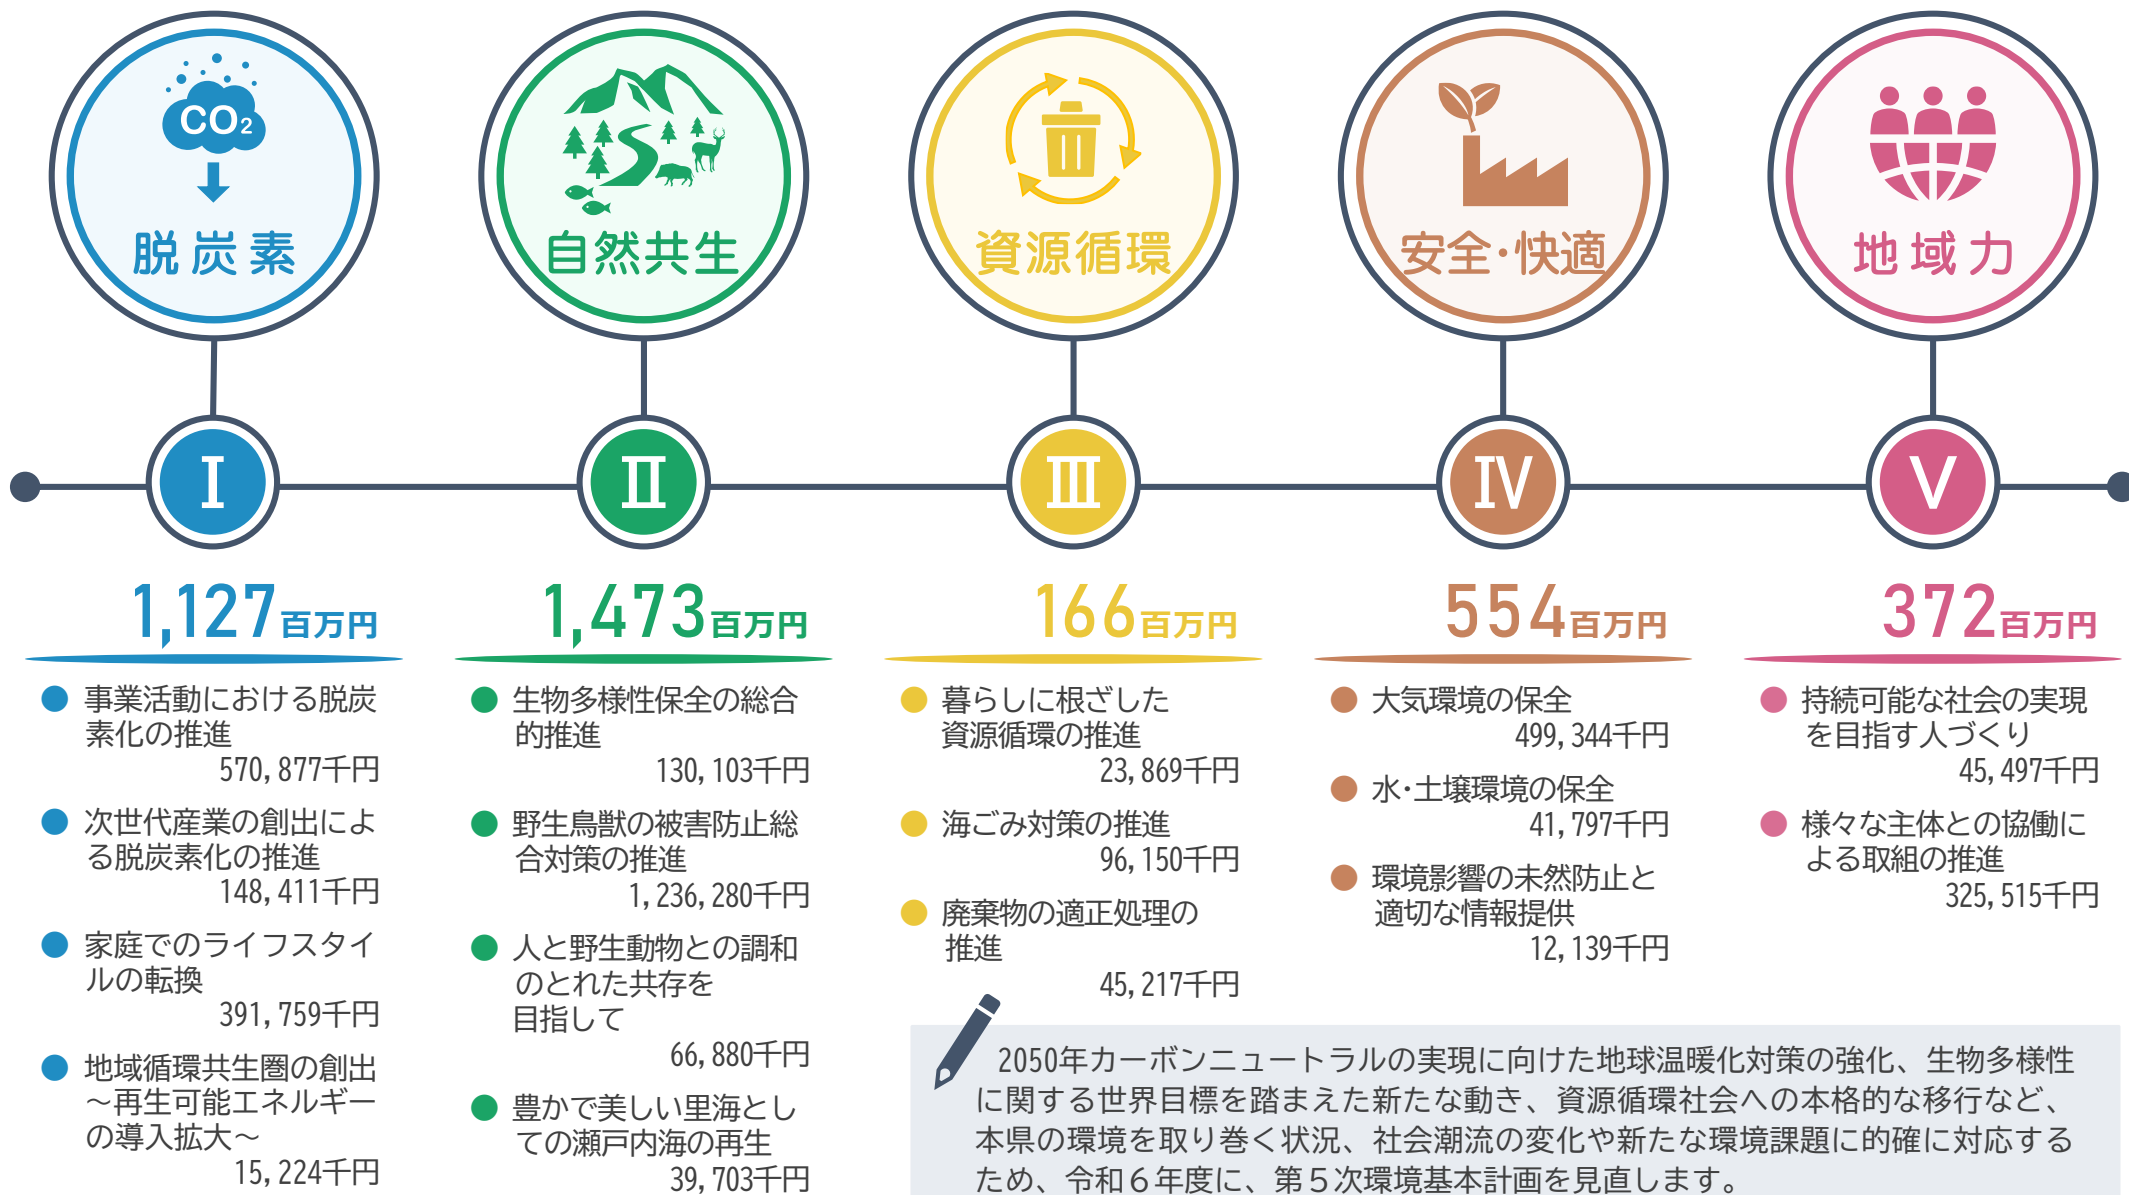 CO2
脱炭素
自然共生
資源循環
安全･快適
地域力
Ⅰ
Ⅱ
Ⅲ
Ⅳ
Ⅴ
1,127百万円
事業活動における脱炭
素化の推進
570,877千円
次世代産業の創出によ
る脱炭素化の推進
148,411千円
家庭でのライフスタイ
ルの転換
391,759千円
地域循環共生圏の創出
～再生可能エネルギー
の導入拡大～
15,224千円
1,473百万円
生物多様性保全の総合
的推進
130,103千円
野生鳥獣の被害防止総
合対策の推進
1,236,280千円
人と野生動物との調和
のとれた共存を
目指して
66,880千円
豊かで美しい里海とし
ての瀬戸内海の再生
39,703千円
166百万円
暮らしに根ざした
資源循環の推進
23,869千円
海ごみ対策の推進
96,150千円
廃棄物の適正処理の
推進
45,217千円
554百万円
大気環境の保全
499,344千円
水･土壌環境の保全
41,797千円
環境影響の未然防止と
適切な情報提供
12,139千円
372百万円
持続可能な社会の実現
を目指す人づくり
45,497千円
様々な主体との協働に
よる取組の推進
325,515千円
2050年カーボンニュートラルの実現に向けた地球温暖化対策の強化、生物多様性
に関する世界目標を踏まえた新たな動き、資源循環社会への本格的な移行など、
本県の環境を取り巻く状況、社会潮流の変化や新たな環境課題に的確に対応する
ため、令和６年度に、第５次環境基本計画を見直します。